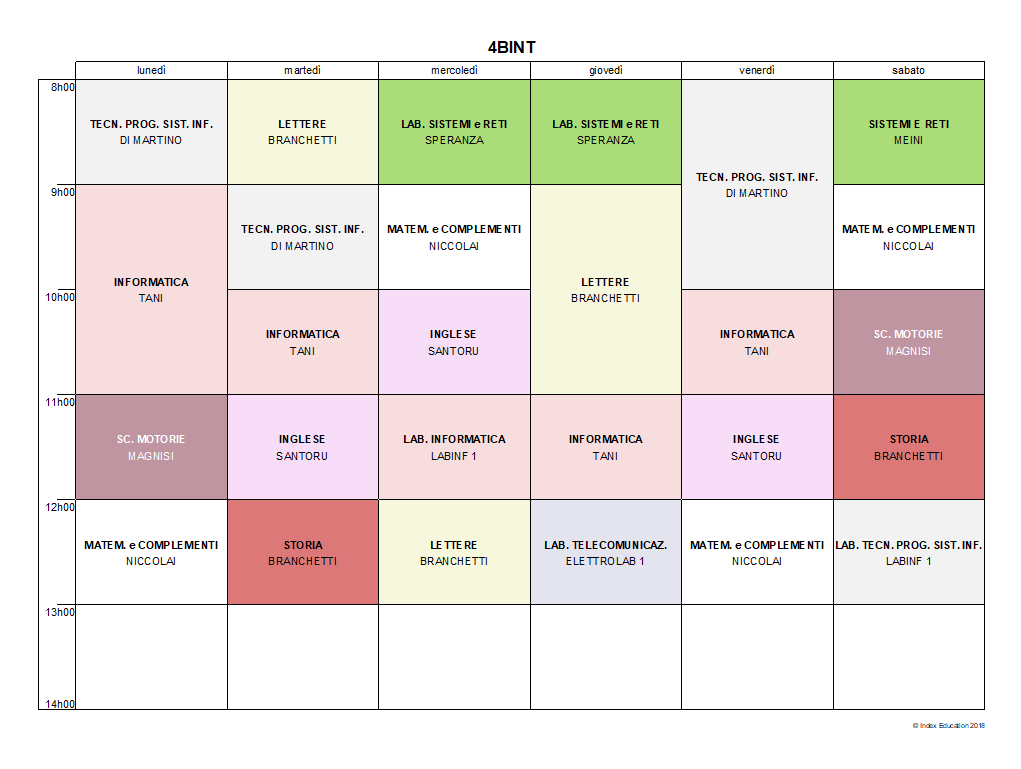 4BINT
lunedì martedì mercoledì giovedì venerdì sabato
8h00
TECN. PROG. SIST. INF. LETTERE LAB. SISTEMI e RETI LAB. SISTEMI e RETI SISTEMI E RETI
DI MARTINO BRANCHETTI SPERANZA SPERANZA MEINI
TECN. PROG. SIST. INF.
9h00
DI MARTINO
TECN. PROG. SIST. INF. MATEM. e COMPLEMENTI MATEM. e COMPLEMENTI
DI MARTINO NICCOLAI NICCOLAI
INFORMATICA LETTERE
10h00
TANI BRANCHETTI
INFORMATICA INGLESE INFORMATICA SC. MOTORIE
TANI SANTORU TANI MAGNISI
11h00
SC. MOTORIE INGLESE LAB. INFORMATICA INFORMATICA INGLESE STORIA
MAGNISI SANTORU LABINF 1 TANI SANTORU BRANCHETTI
12h00
MATEM. e COMPLEMENTI STORIA LETTERE LAB. TELECOMUNICAZ. MATEM. e COMPLEMENTI LAB. TECN. PROG. SIST. INF.
NICCOLAI BRANCHETTI BRANCHETTI ELETTROLAB 1 NICCOLAI LABINF 1
13h00
14h00
© Index Education 2018